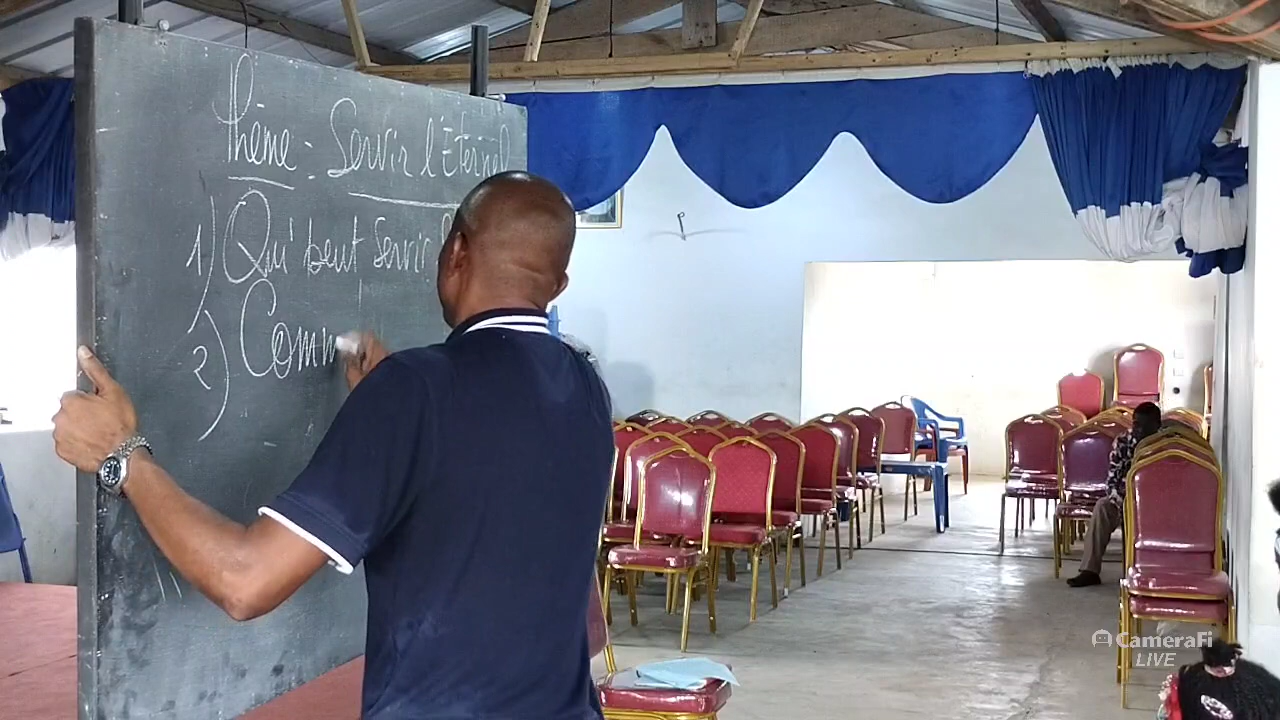 Thème : Servir l'Eternel
1) Qui peut Servir
2) Comm
CameraFi
LIVE